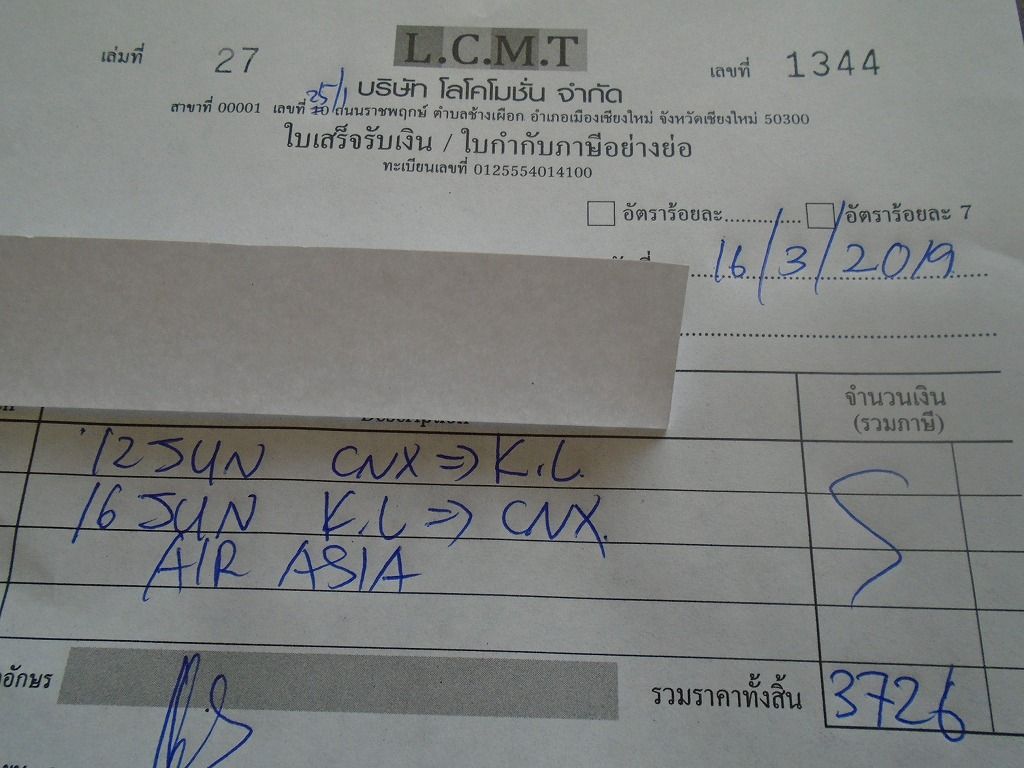 L.C.M.T
เล่มที่ 27 เลขที่ 1344
บริษัท โลโคโมชั่น จำกัด
25/1
สาขาที่ 00001 เลขที่ 10 ถนนราชพฤกษ์ ตำบลช้างเผือก อำเภอเมืองเชียงใหม่ จังหวัดเชียงใหม่ 50300
ใบเสร็จรับเงิน / ใบกำกับภาษีอย่างย่อ
ทะเบียนเลขที่ 0125554014100
อัตราร้อยละ............ อัตราร้อยละ 7
16/3/2019
Description จำนวนเงิน
(รวมภาษี)
12 JUN CNX => K.L.
16 JUN K.L => CNX.
AIR ASIA
อักษร รวมราคาทั้งสิ้น 3726